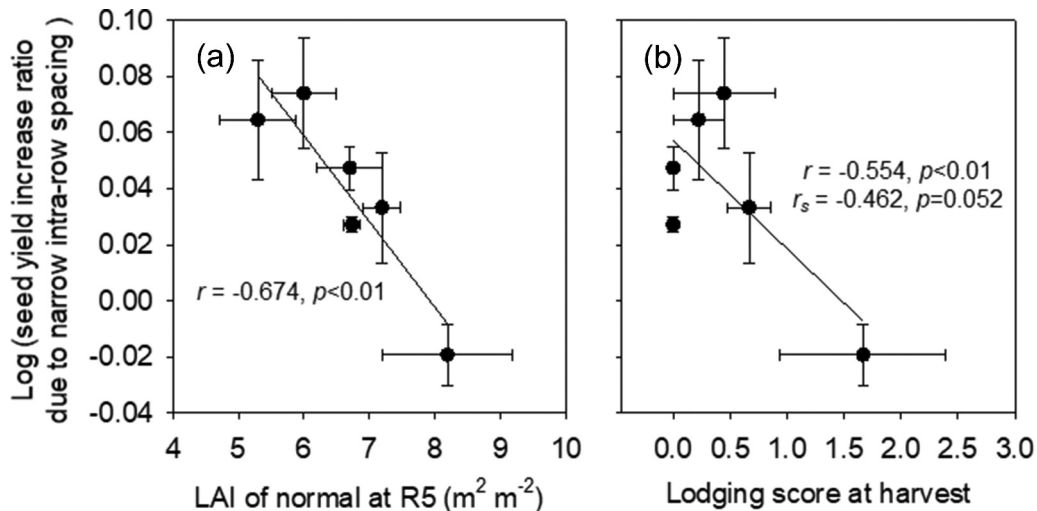 Log (seed yield increase ratio
due to narrow intra-row spacing )
0.10
0.08
0.06
0.04
0.02
0.00
-0.02
-0.04
(a)
r = -0.674, p<0.01
4 5 6 7 8 9 10
LAI of normal at R5 (m² m⁻²)
(b)
r = -0.554, p<0.01
rₛ = -0.462, p=0.052
0.0 0.5 1.0 1.5 2.0 2.5 3.0
Lodging score at harvest